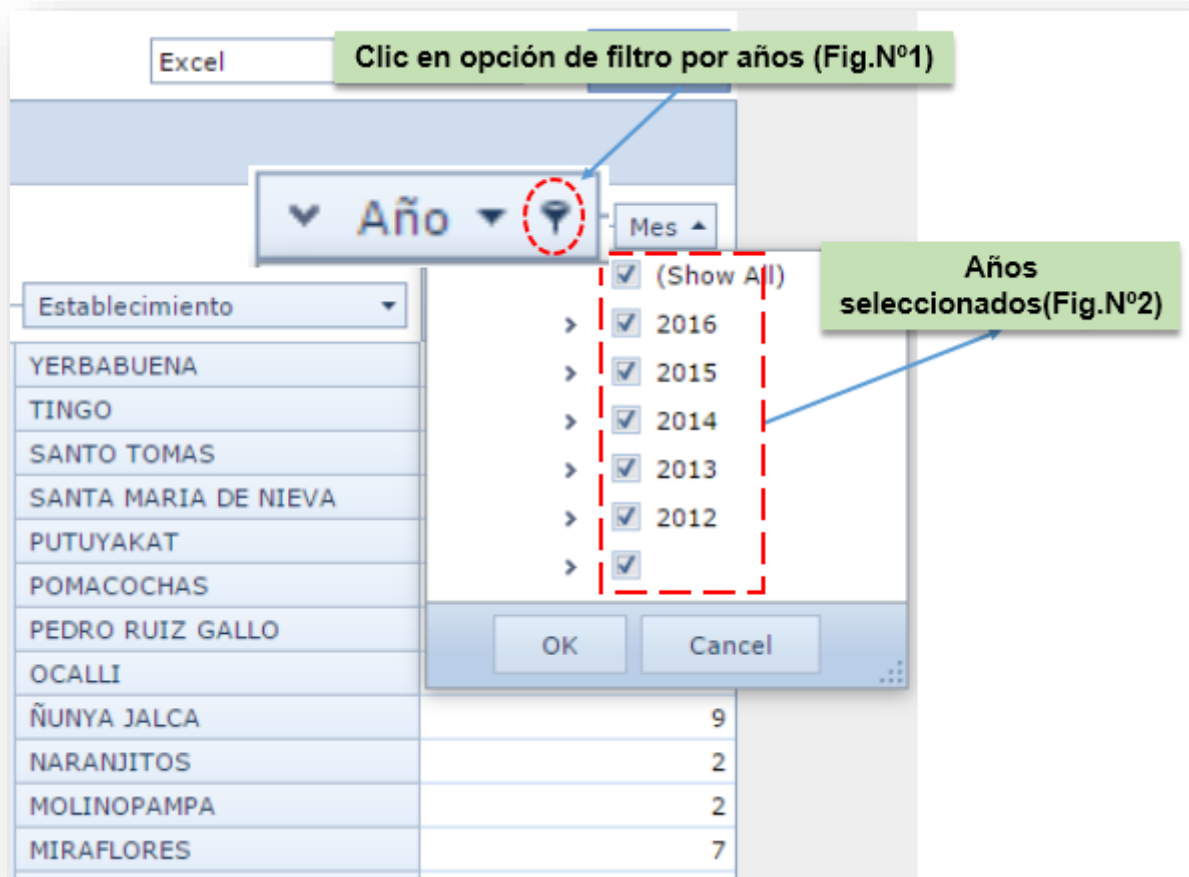 Excel
Clic en opción de filtro por años (Fig.Nº1)
Año
Mes
(Show All)
Años
seleccionados(Fig.Nº2)
Establecimiento
2016
2015
2014
2013
2012
OK
Cancel
YERBABUENA
TINGO
SANTO TOMAS
SANTA MARIA DE NIEVA
PUTUYAKAT
POMACOCHAS
PEDRO RUIZ GALLO
OCALLI
ÑUNYA JALCA 9
NARANJITOS 2
MOLINOPAMPA 2
MIRAFLORES 7